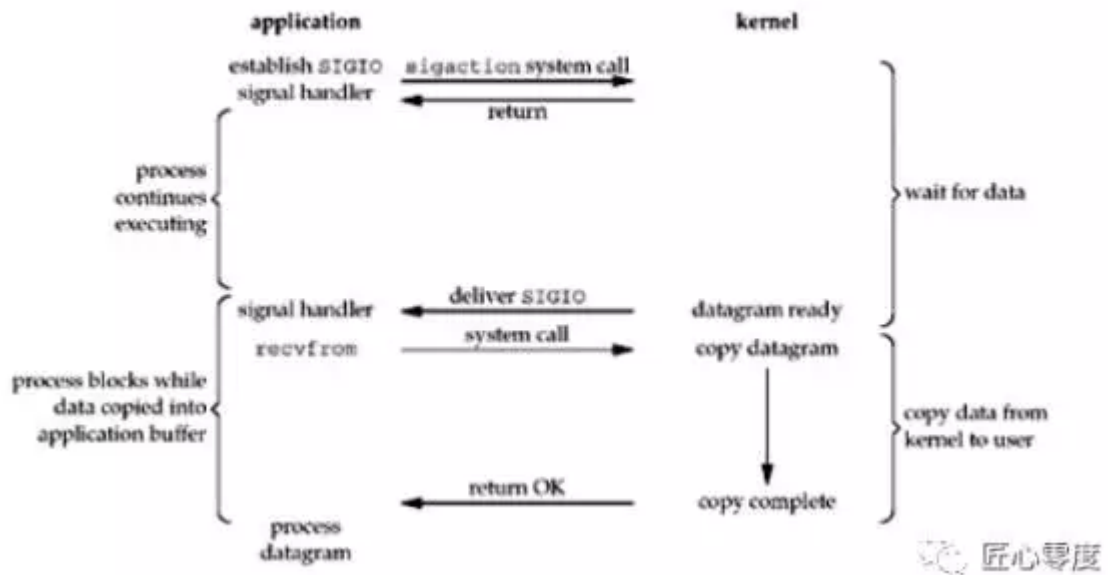 application
kernel
establish SIGIO
signal handler
sigaction system call
return
process
continues
executing
wait for data
signal handler
deliver SIGIO
datagram ready
recvfrom
system call
copy datagram
process blocks while
data copied into
application buffer
copy data from
kernel to user
return OK
copy complete
process
datagram
匠心零度